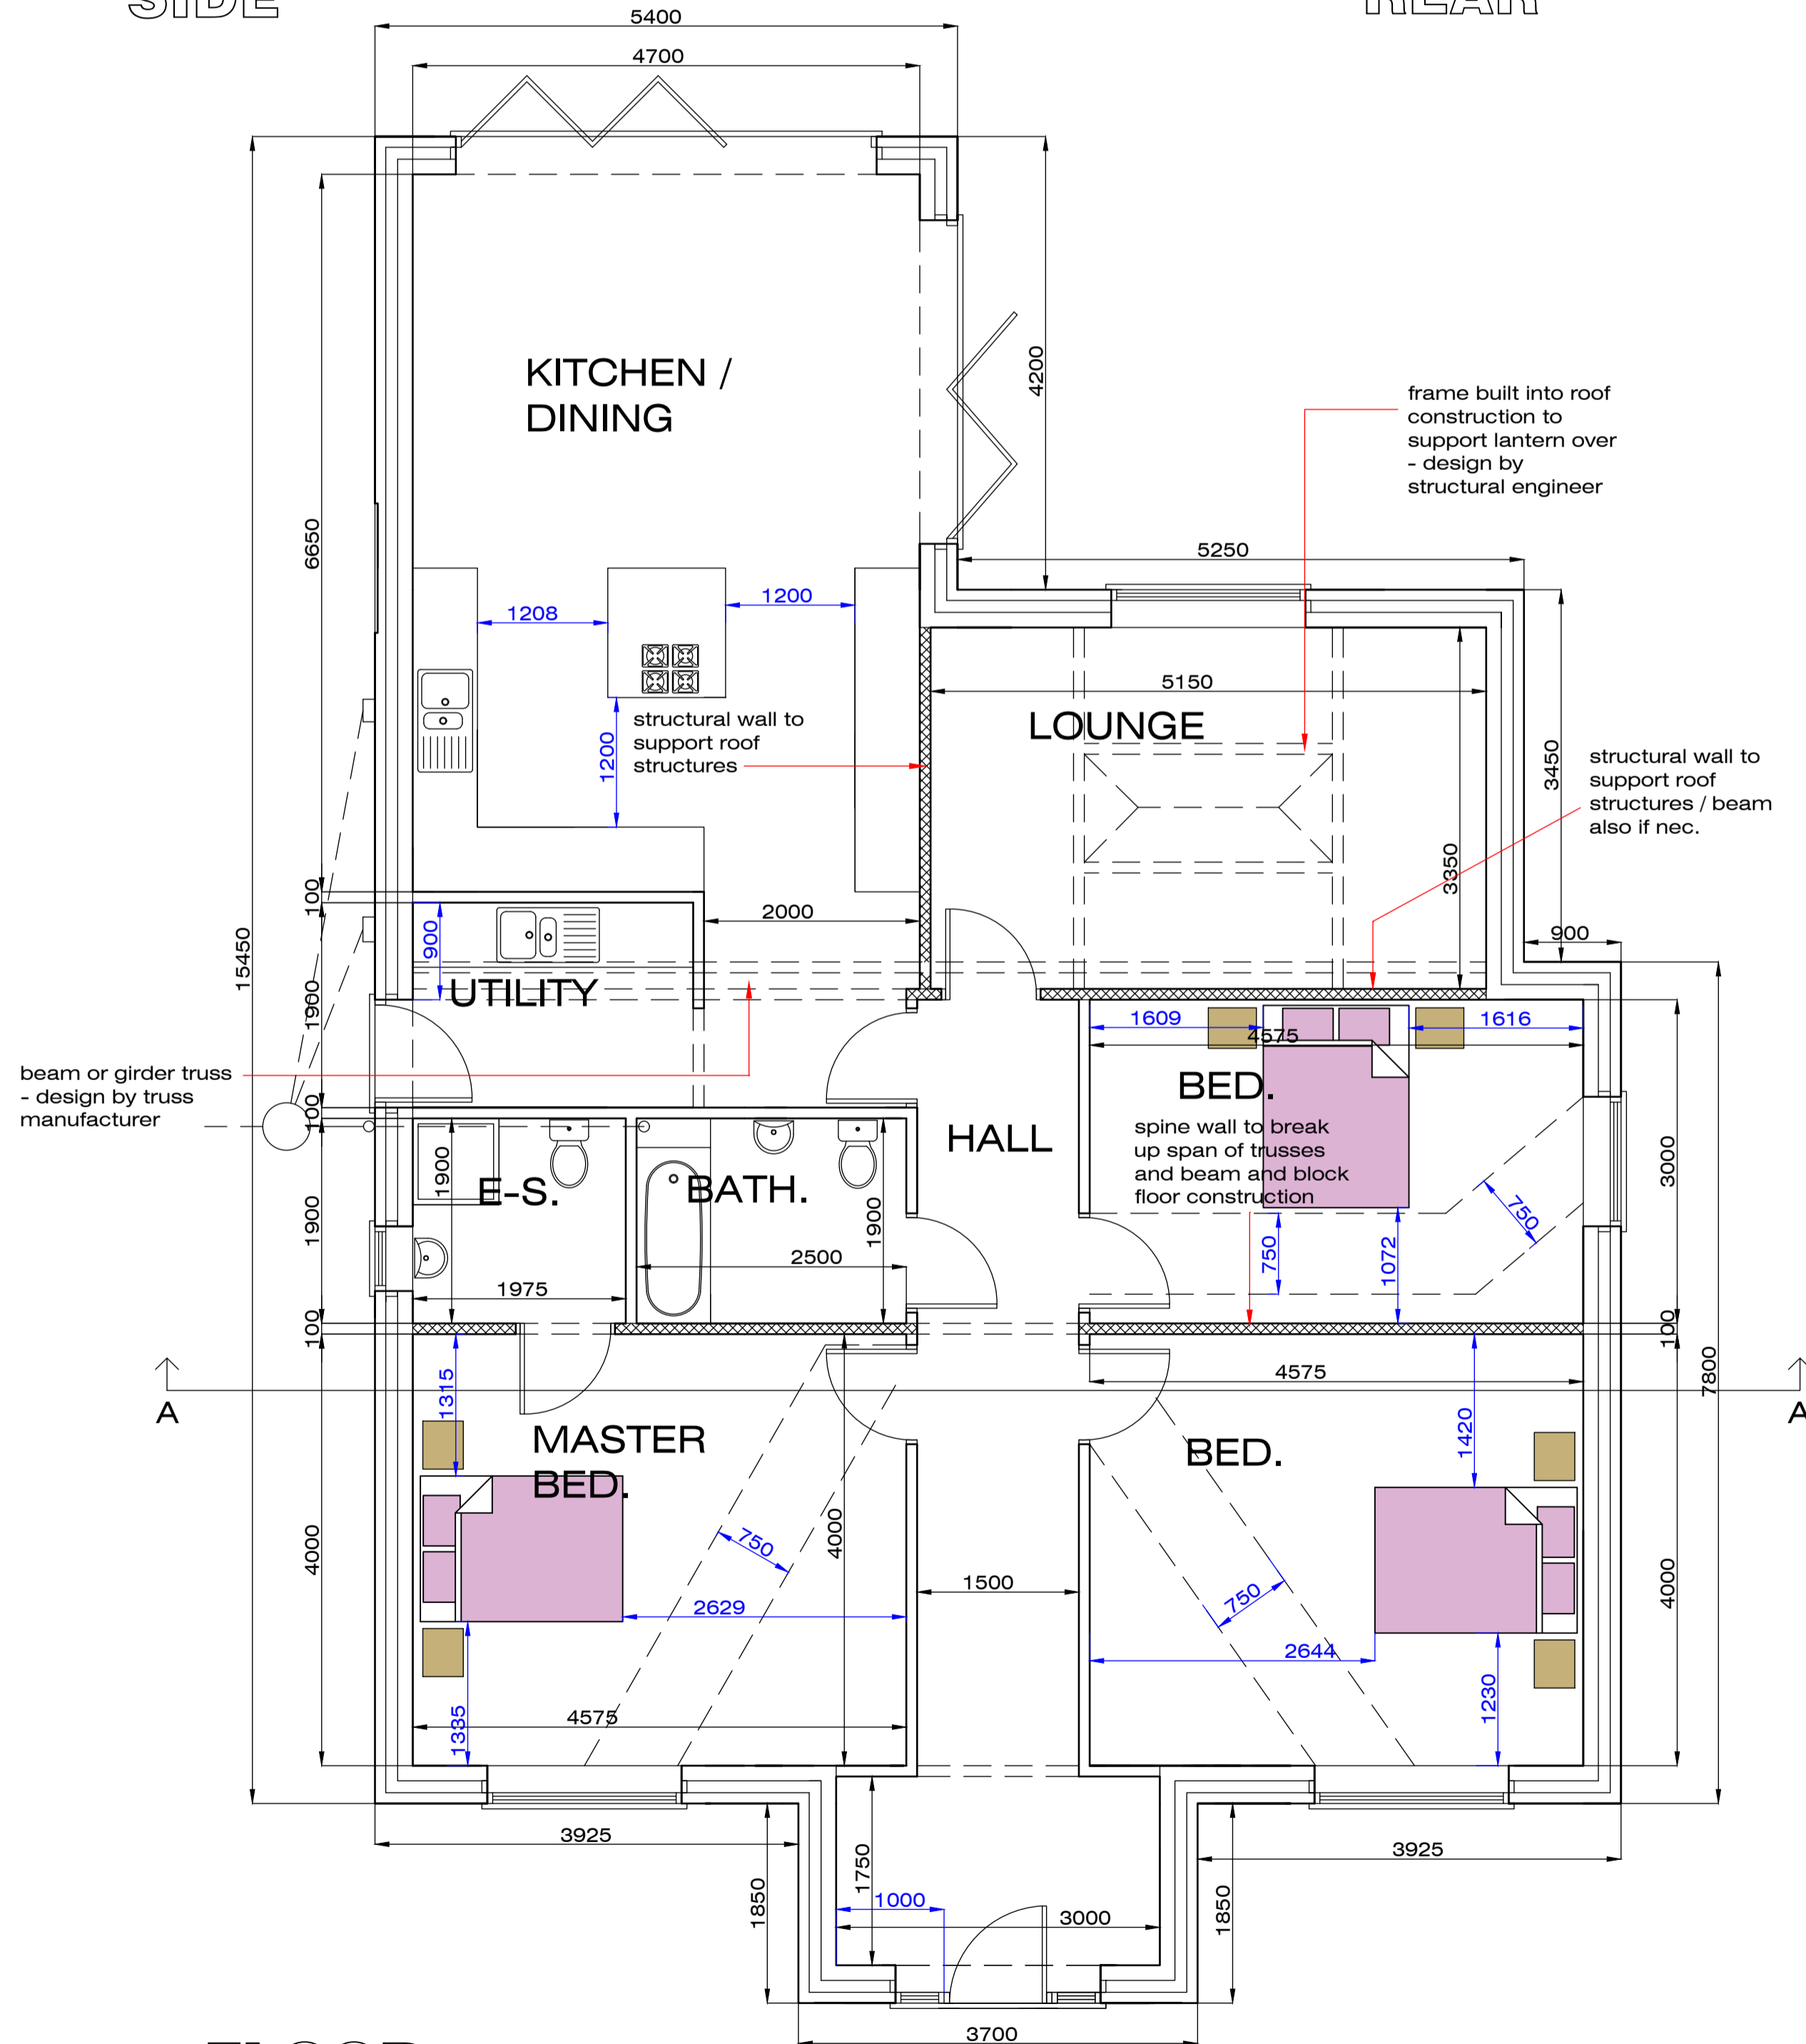 SIDE
REAR
5400
4700
KITCHEN /
DINING
4200
frame built into roof
construction to
support lantern over
- design by
structural engineer
6650
5250
1208
1200
1200
structural wall to
support roof
structures
5150
LOUNGE
3450
structural wall to
support roof
structures / beam
also if nec.
3350
100
2000
900
900
15450
1900
UTILITY
1609
1616
4575
beam or girder truss
- design by truss
manufacturer
BED.
100
HALL
spine wall to break
up span of trusses
and beam and block
floor construction
3000
1900
E-S.
BATH.
1900
1900
750
750
1072
2500
1975
100
100
A
A
1315
4575
7800
MASTER
BED.
BED.
1420
4000
4000
750
1500
750
4000
2629
2644
1230
4575
1335
3925
3925
1750
1850
1850
1000
3000
3700
FLOOR